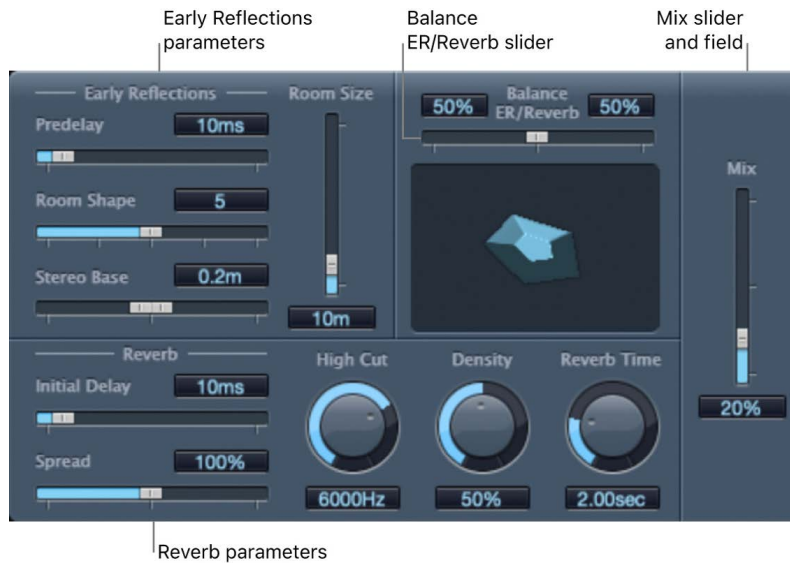 Early Reflections
parameters
Balance
ER/Reverb slider
Mix slider
and field
Early Reflections
Predelay 10ms
Room Shape 5
Stereo Base 0.2m
Room Size
10m
50% Balance ER/Reverb 50%
Mix
20%
Reverb
Initial Delay 10ms
Spread 100%
High Cut
6000Hz
Density
50%
Reverb Time
2.00sec
Reverb parameters